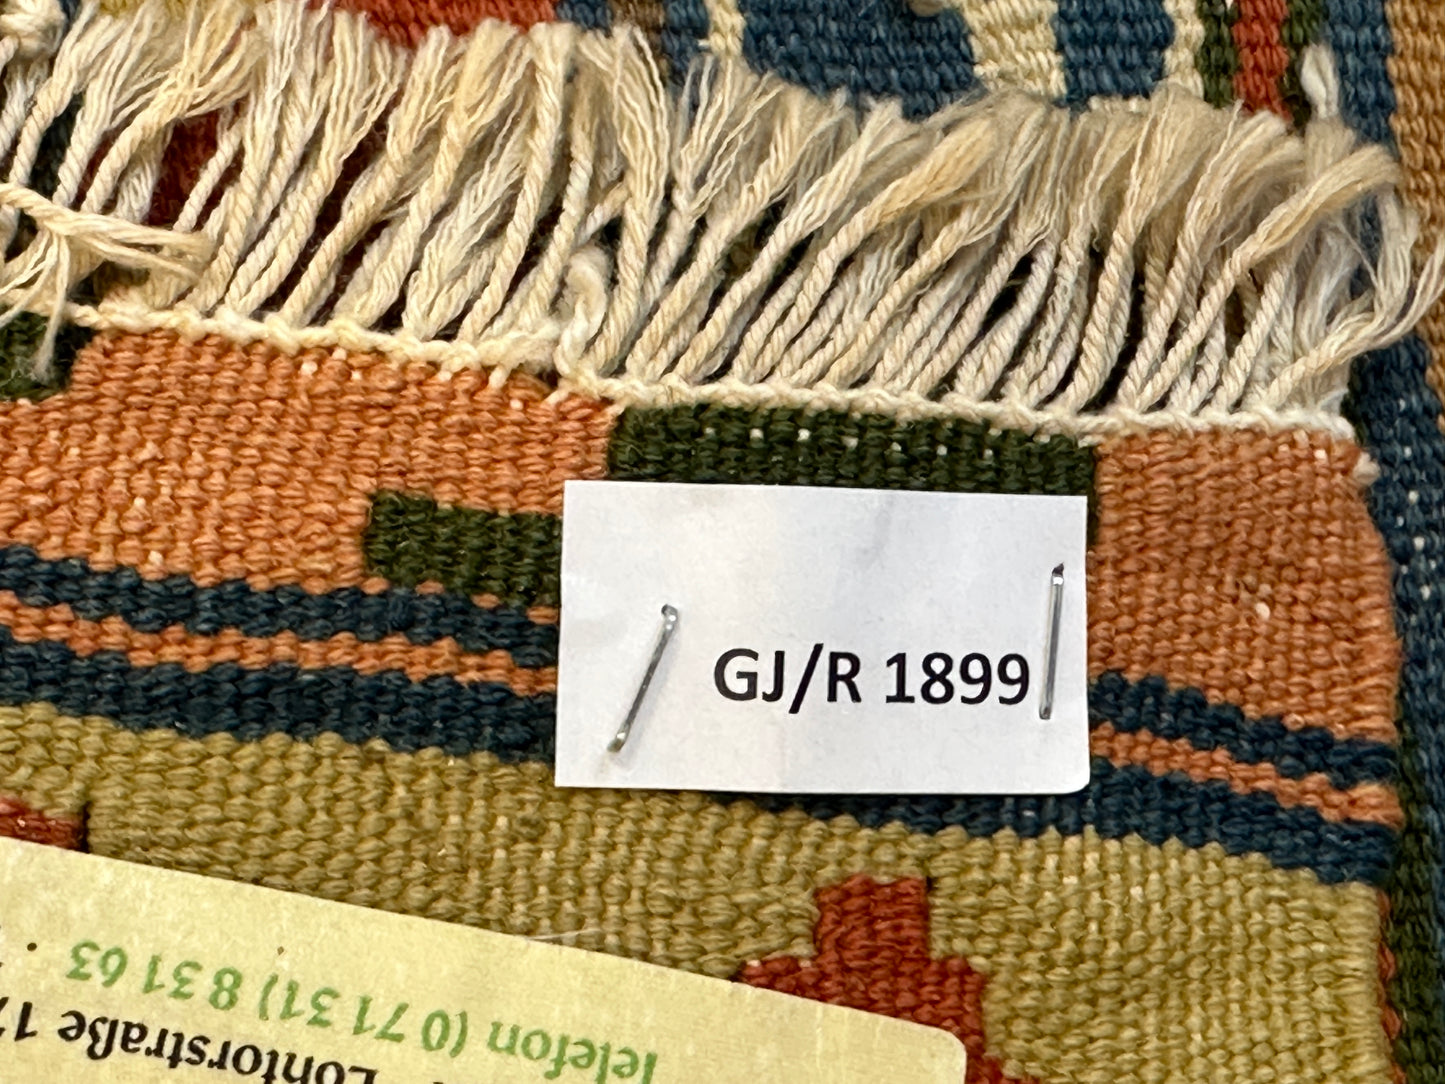 GJ/R 1899
Telefon (0 71 31) 8 31 63
Lohtorstraße